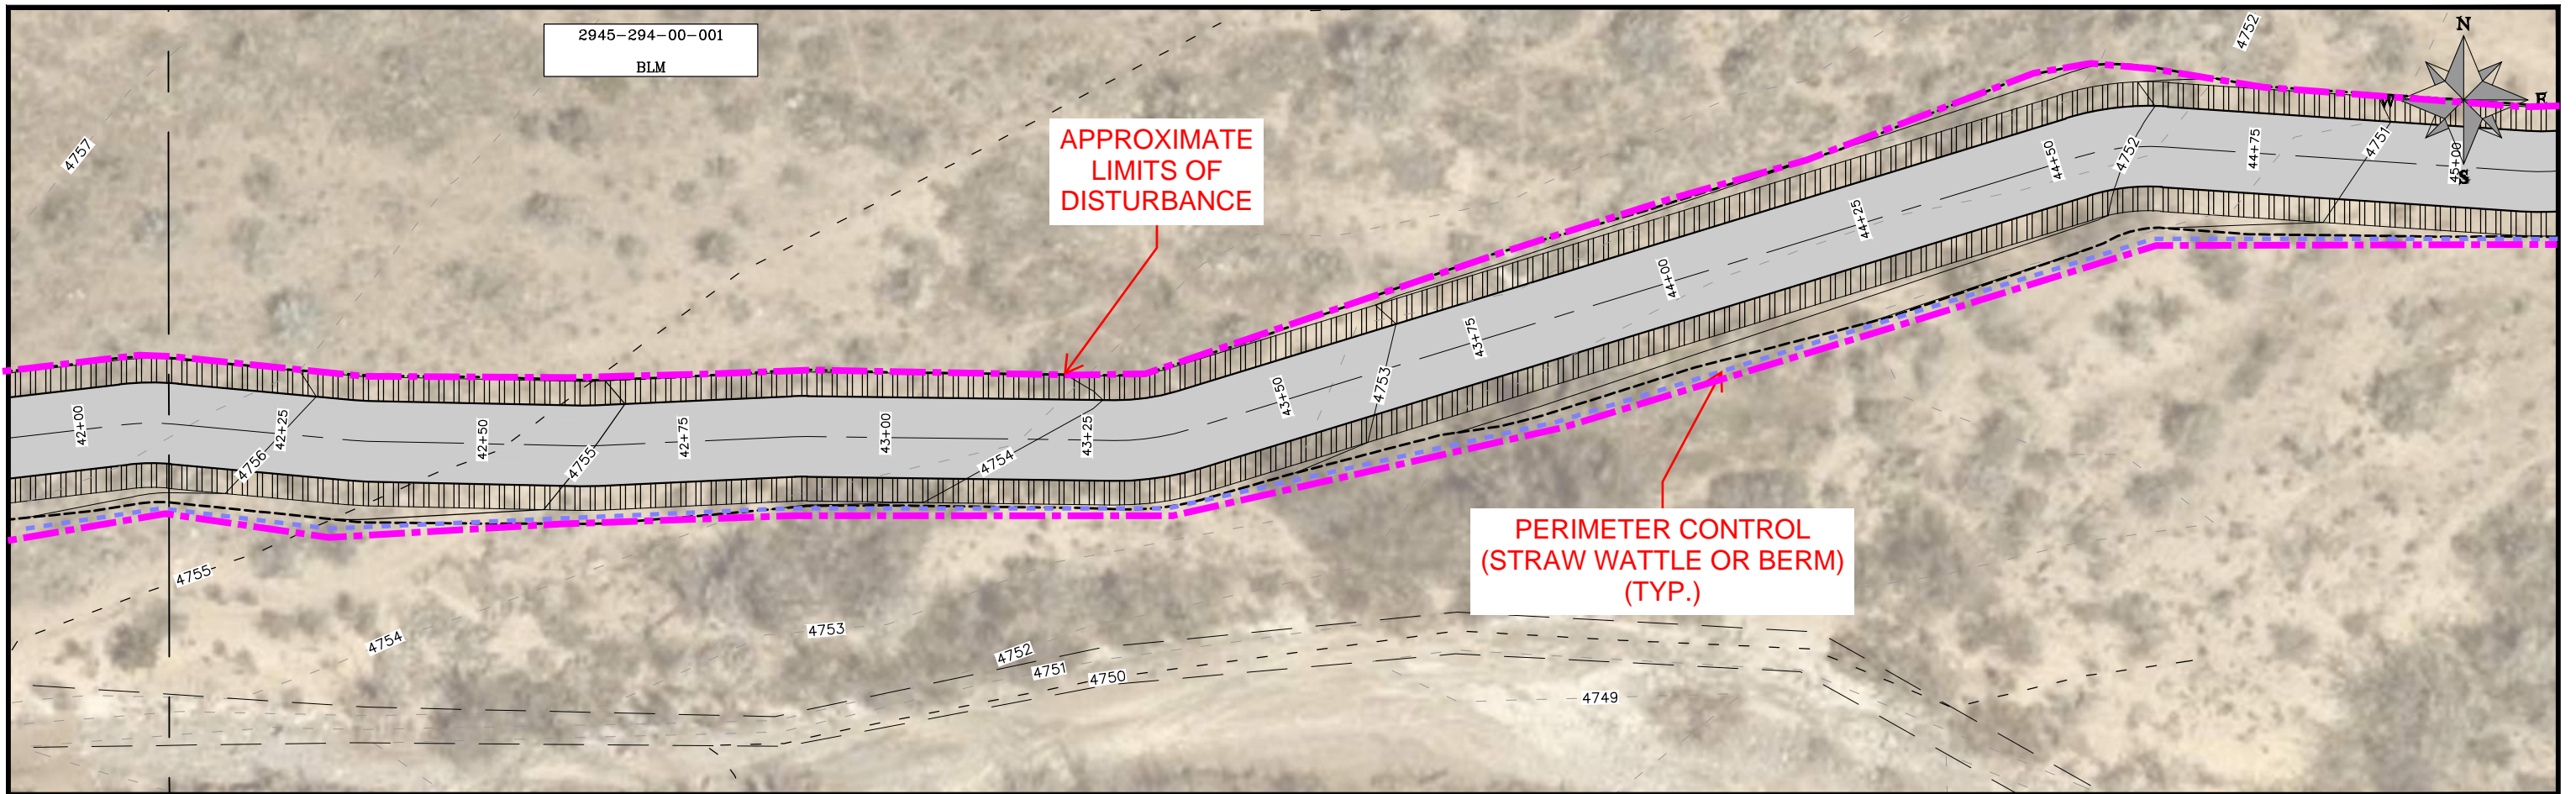 2945-294-00-001
BLM
4757
4752
N
W
E
S
APPROXIMATE
LIMITS OF
DISTURBANCE
42+00
42+25
42+50
42+75
43+00
43+25
43+50
43+75
44+00
44+25
44+50
44+75
45+00
4756
4755
4754
4753
4752
4751
PERIMETER CONTROL
(STRAW WATTLE OR BERM)
(TYP.)
4755
4754
4753
4752
4751
4750
4749